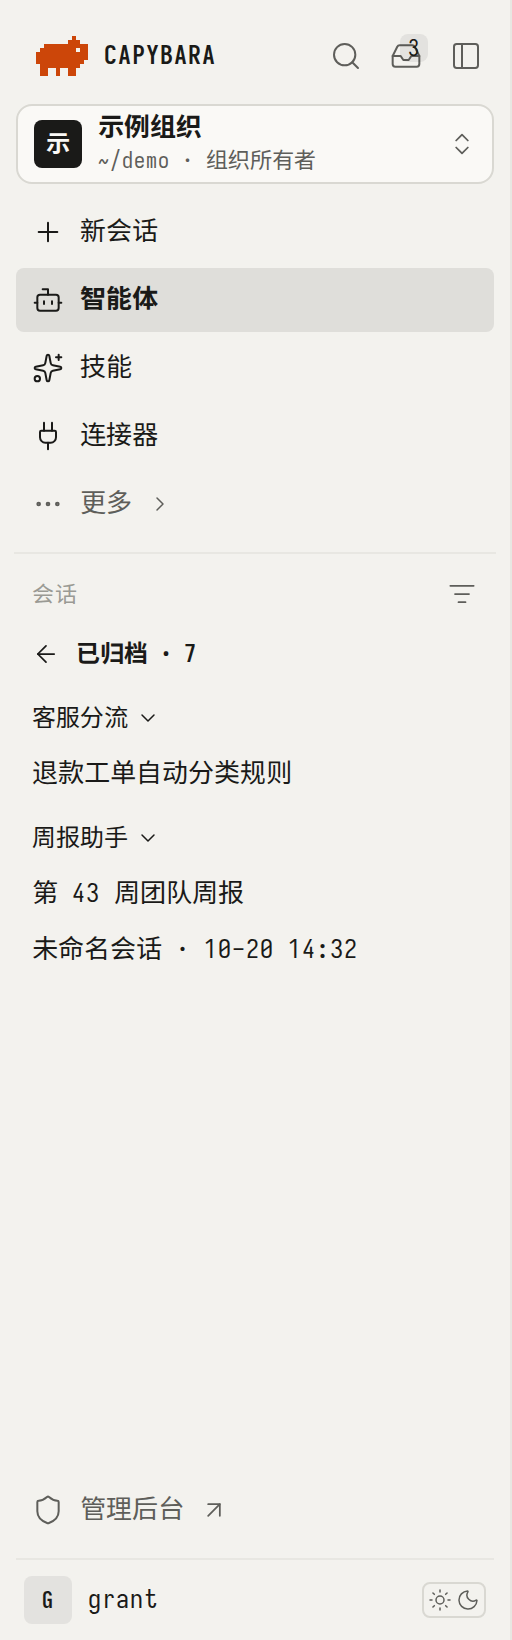 CAPYBARA
3
示 示例组织
~/demo · 组织所有者
新会话
智能体
技能
连接器
更多
会话
已归档 · 7
客服分流
退款工单自动分类规则
周报助手
第 43 周团队周报
未命名会话 · 10-20 14:32
管理后台
G grant